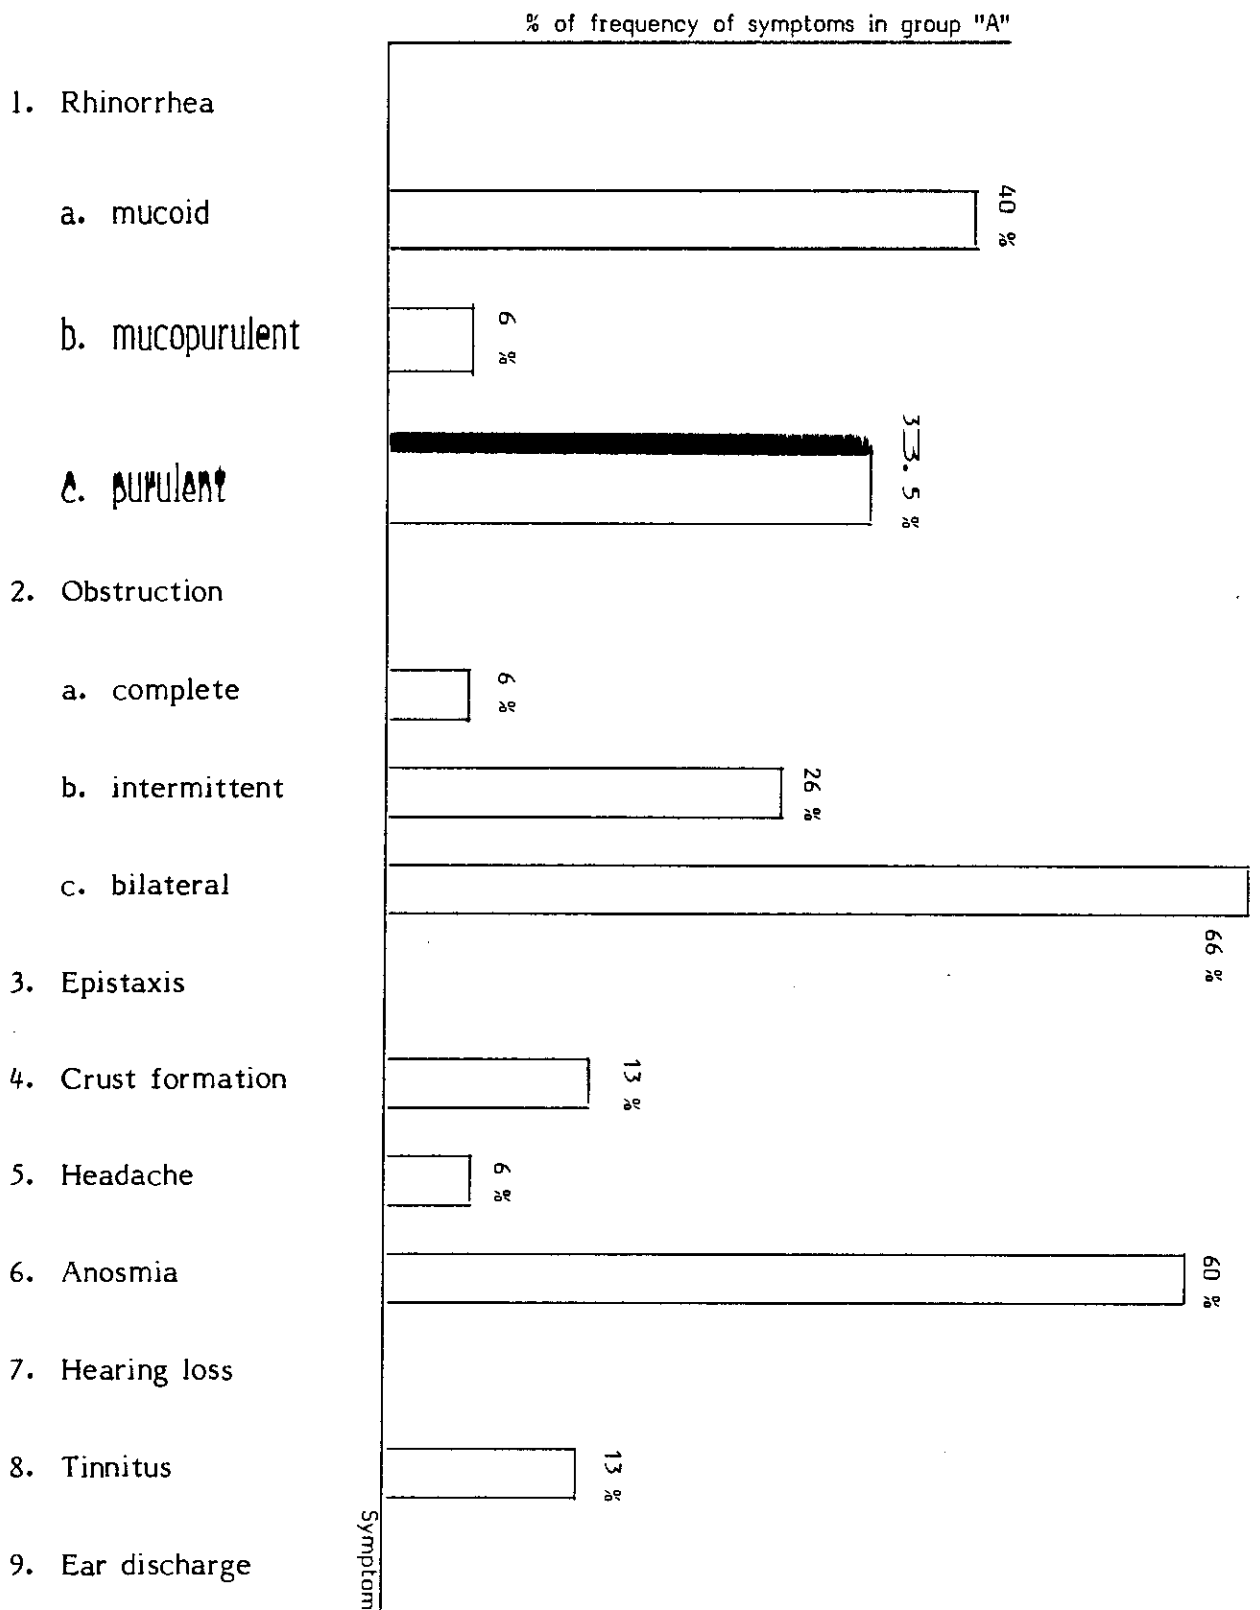 % of frequency of symptoms in group "A"
1. Rhinorrhea
a. mucoid
40 %
b. mucopurulent
6 %
c. purulent
33.5 %
2. Obstruction
a. complete
6 %
b. intermittent
26 %
c. bilateral
66 %
3. Epistaxis
4. Crust formation
13 %
5. Headache
6 %
6. Anosmia
60 %
7. Hearing loss
8. Tinnitus
13 %
9. Ear discharge
Symptom